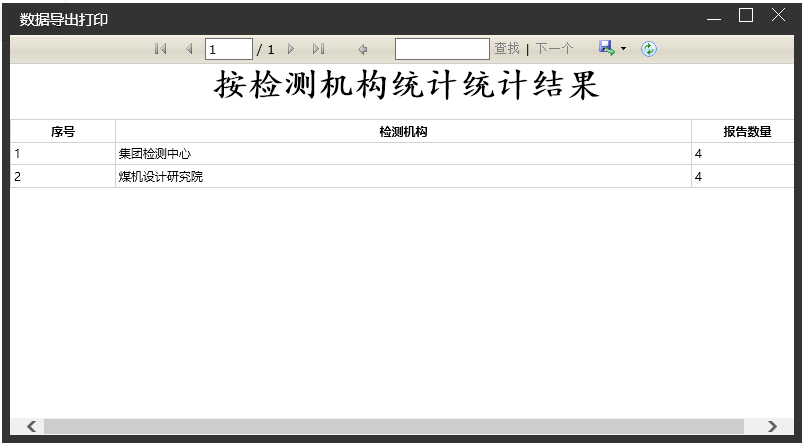 数据导出打印
1 / 1 查找 | 下一个
按检测机构统计统计结果
序号 检测机构 报告数量
1 集团检测中心 4
2 煤机设计研究院 4